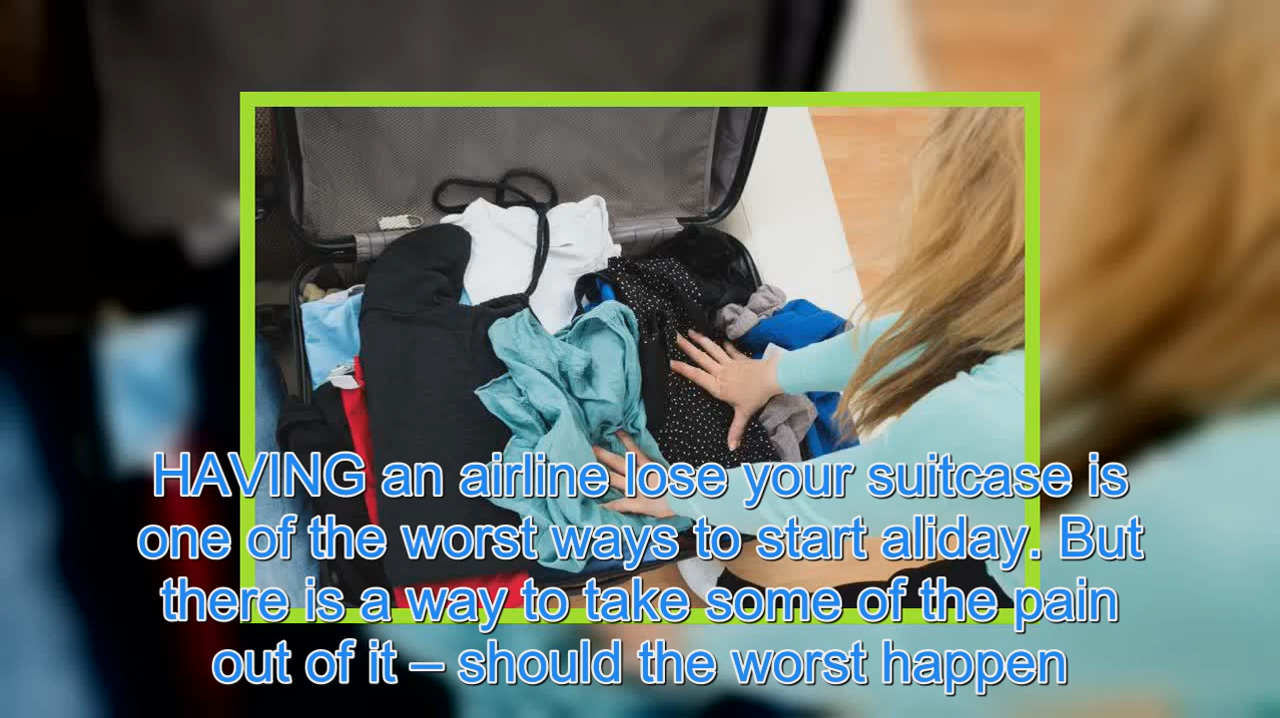 HAVING an airline lose your suitcase is
one of the worst ways to start aliday. But
there is a way to take some of the pain
out of it – should the worst happen